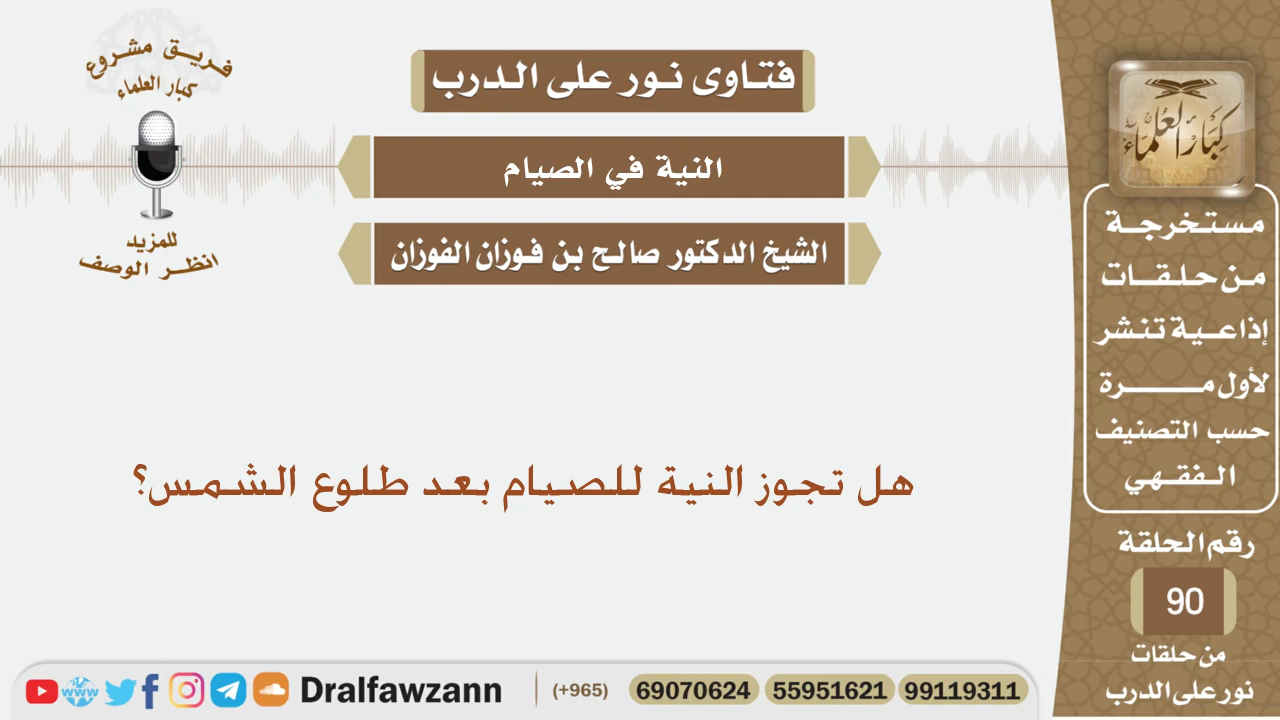 فريق مشروع
كبار العلماء
للمزيد
انظر الوصف
فتاوى نور على الدرب
النية في الصيام
الشيخ الدكتور صالح بن فوزان الفوزان
هل تجوز النية للصيام بعد طلوع الشمس؟
كبار العلماء
مستخرجة
من حلقات
إذاعية تنشر
لأول مرة
حسب التصنيف
الفقهي
رقم الحلقة
90
من حلقات
نور على الدرب
www Dralfawzann (+965) 69070624 55951621 99119311